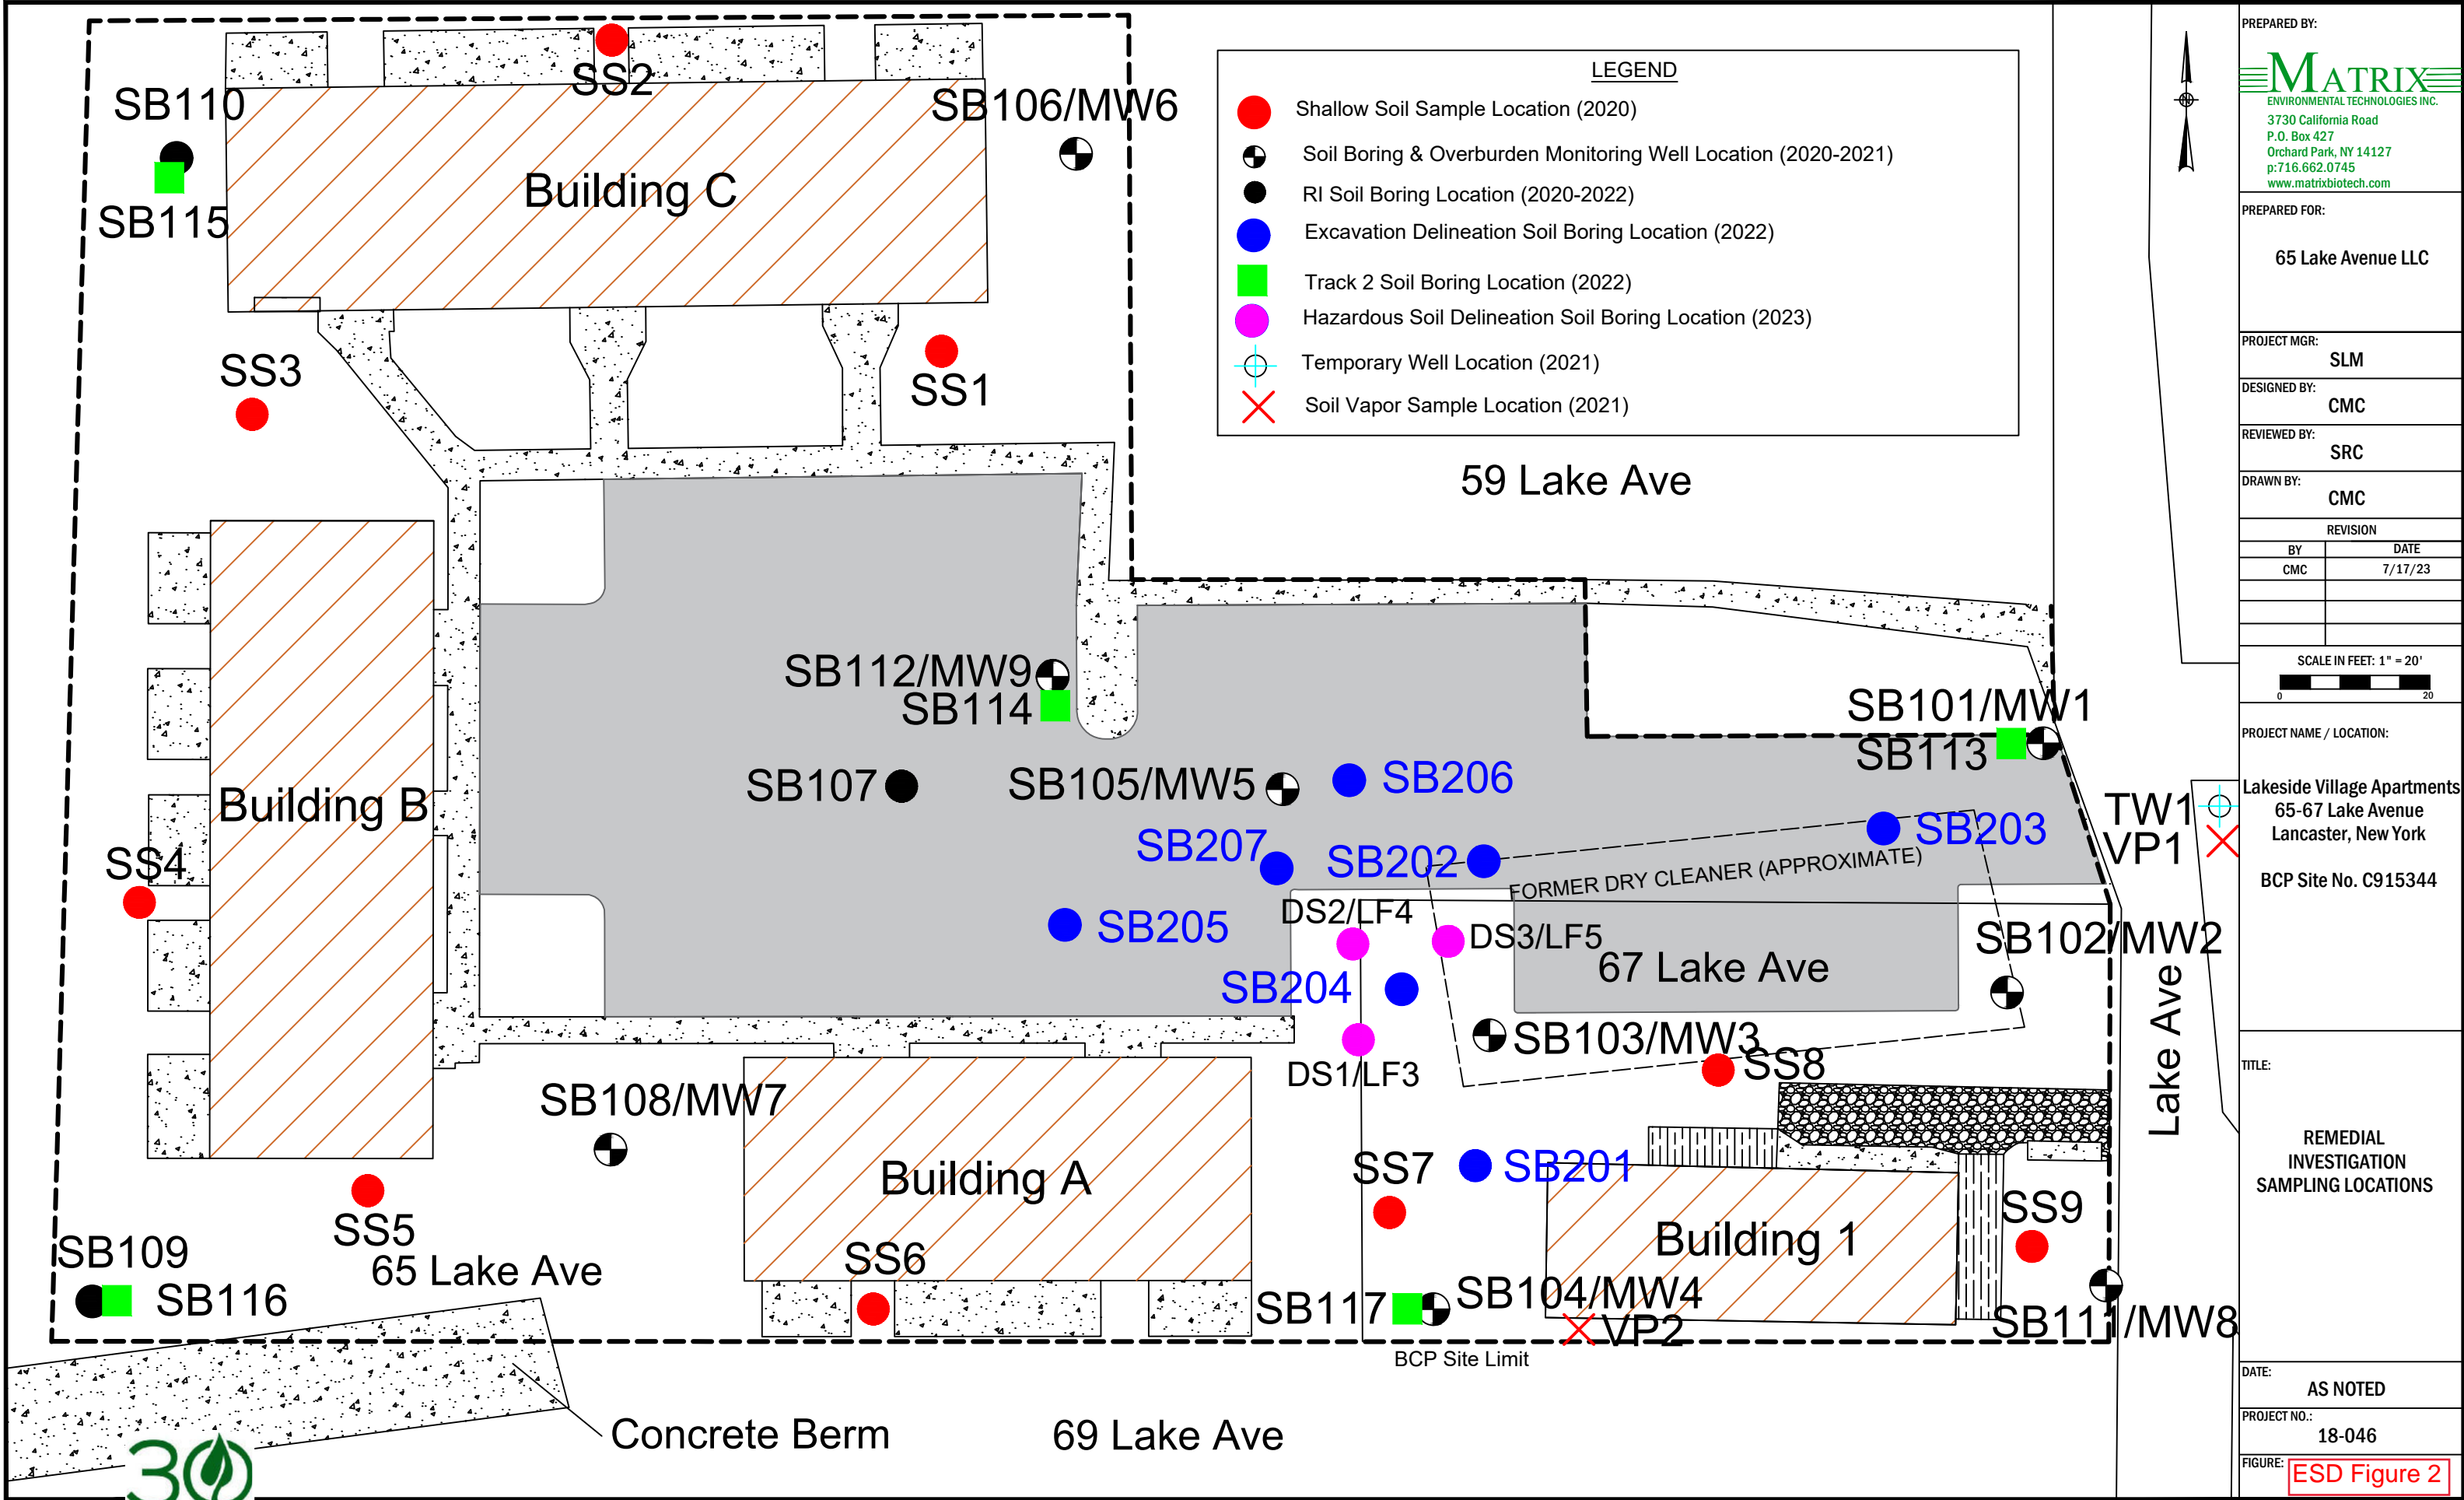 SB110
SB115
SS2
SB106/MW6
Building C
SS3
SS1
LEGEND
Shallow Soil Sample Location (2020)
Soil Boring & Overburden Monitoring Well Location (2020-2021)
RI Soil Boring Location (2020-2022)
Excavation Delineation Soil Boring Location (2022)
Track 2 Soil Boring Location (2022)
Hazardous Soil Delineation Soil Boring Location (2023)
Temporary Well Location (2021)
Soil Vapor Sample Location (2021)
59 Lake Ave
SB112/MW9
SB114
SB107
SB105/MW5
SB206
SB101/MW1
SB113
Building B
SS4
SB207
SB202
SB203
TW1
VP1
FORMER DRY CLEANER (APPROXIMATE)
SB205
DS2/LF4
DS3/LF5
67 Lake Ave
SB102/MW2
SB204
SB103/MW3
SS8
DS1/LF3
Lake Ave
SB108/MW7
Building A
SS7
SB201
Building 1
SS9
SS5
SB109
65 Lake Ave
SS6
SB116
SB117
SB104/MW4
VP2
SB111/MW8
BCP Site Limit
Concrete Berm
69 Lake Ave
30
N
PREPARED BY:
MATRIX
ENVIRONMENTAL TECHNOLOGIES INC.
3730 California Road
P.O. Box 427
Orchard Park, NY 14127
p:716.662.0745
www.matrixbiotech.com
PREPARED FOR:
65 Lake Avenue LLC
PROJECT MGR:
SLM
DESIGNED BY:
CMC
REVIEWED BY:
SRC
DRAWN BY:
CMC
REVISION
BY DATE
CMC 7/17/23
SCALE IN FEET: 1" = 20'
0 20
PROJECT NAME / LOCATION:
Lakeside Village Apartments
65-67 Lake Avenue
Lancaster, New York
BCP Site No. C915344
TITLE:
REMEDIAL
INVESTIGATION
SAMPLING LOCATIONS
DATE:
AS NOTED
PROJECT NO.:
18-046
FIGURE:
ESD Figure 2